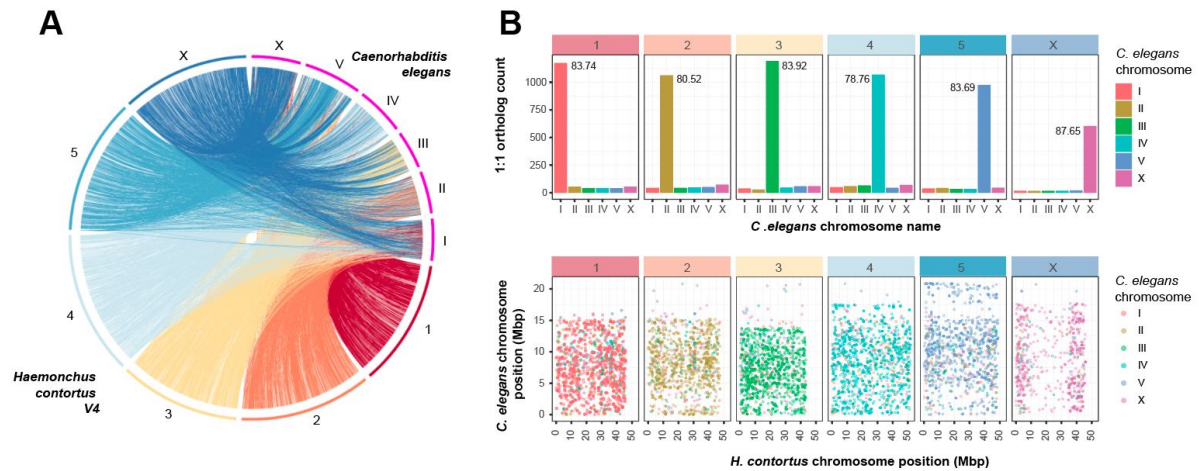 A
X
X
V
Caenorhabditis
elegans
IV
III
II
I
5
4
1
Haemonchus
contortus
V4
3
2
B
1 2 3 4 5 X
1:1 ortholog count
1000
750
500
250
0
83.74
80.52
83.92
78.76
83.69
87.65
I II III IV V X I II III IV V X I II III IV V X I II III IV V X I II III IV V X I II III IV V X
C .elegans chromosome name
C. elegans
chromosome
I
II
III
IV
V
X
1 2 3 4 5 X
C. elegans chromosome
position (Mbp)
20
15
10
5
0
0 10 20 30 40 50 0 10 20 30 40 50 0 10 20 30 40 50 0 10 20 30 40 50 0 10 20 30 40 50 0 10 20 30 40 50
H. contortus chromosome position (Mbp)
C. elegans
chromosome
I
II
III
IV
V
X